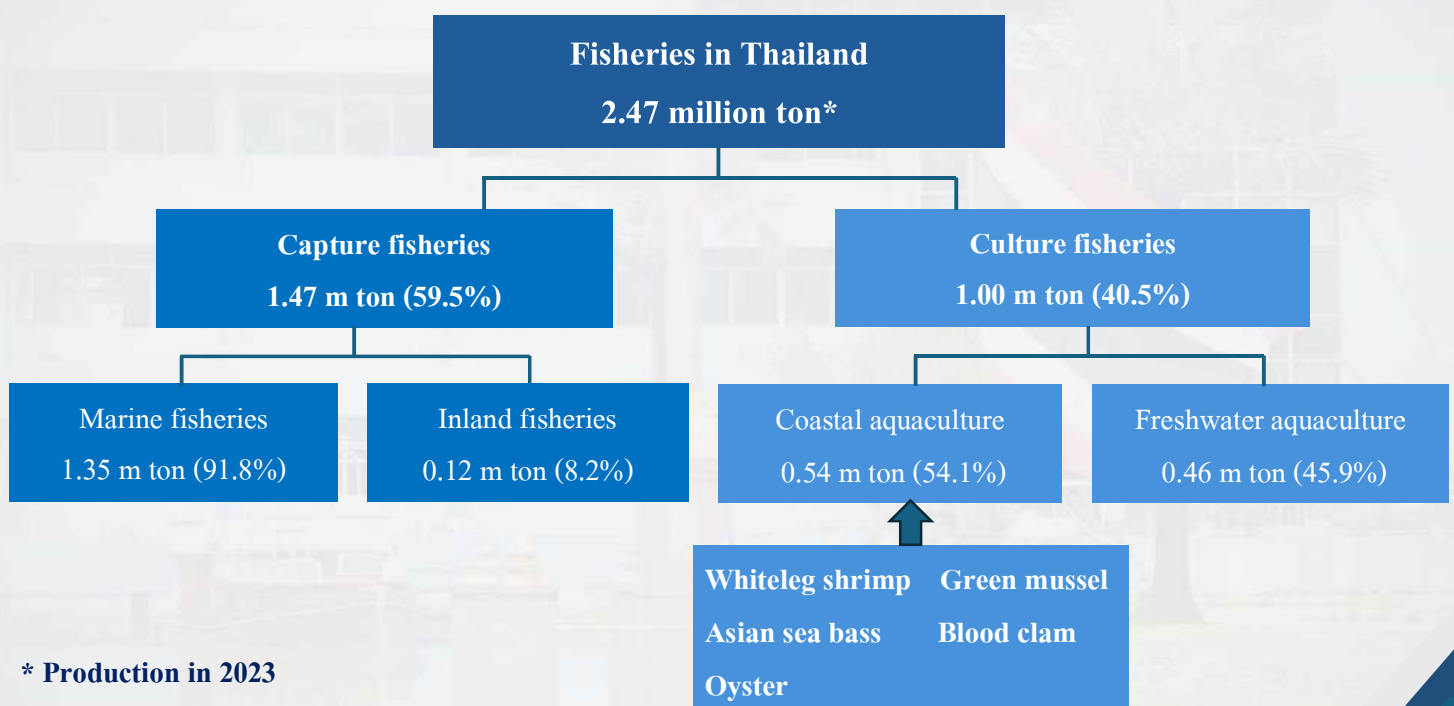 Fisheries in Thailand
2.47 million ton*
Capture fisheries
1.47 m ton (59.5%)
Culture fisheries
1.00 m ton (40.5%)
Marine fisheries
1.35 m ton (91.8%)
Inland fisheries
0.12 m ton (8.2%)
Coastal aquaculture
0.54 m ton (54.1%)
Freshwater aquaculture
0.46 m ton (45.9%)
Whiteleg shrimp Green mussel
Asian sea bass Blood clam
Oyster
* Production in 2023